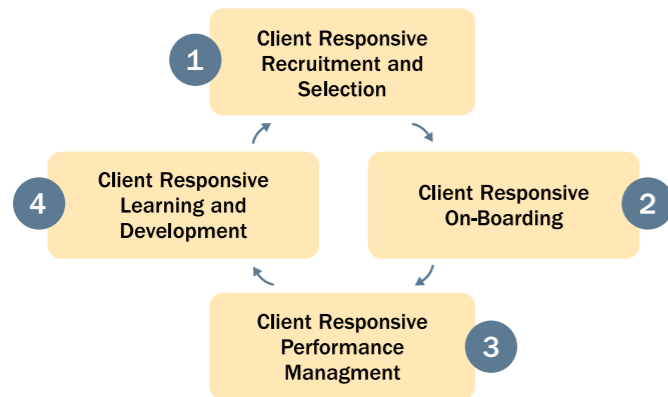 1
Client Responsive
Recruitment and
Selection
2
Client Responsive
On-Boarding
3
Client Responsive
Performance
Managment
4
Client Responsive
Learning and
Development